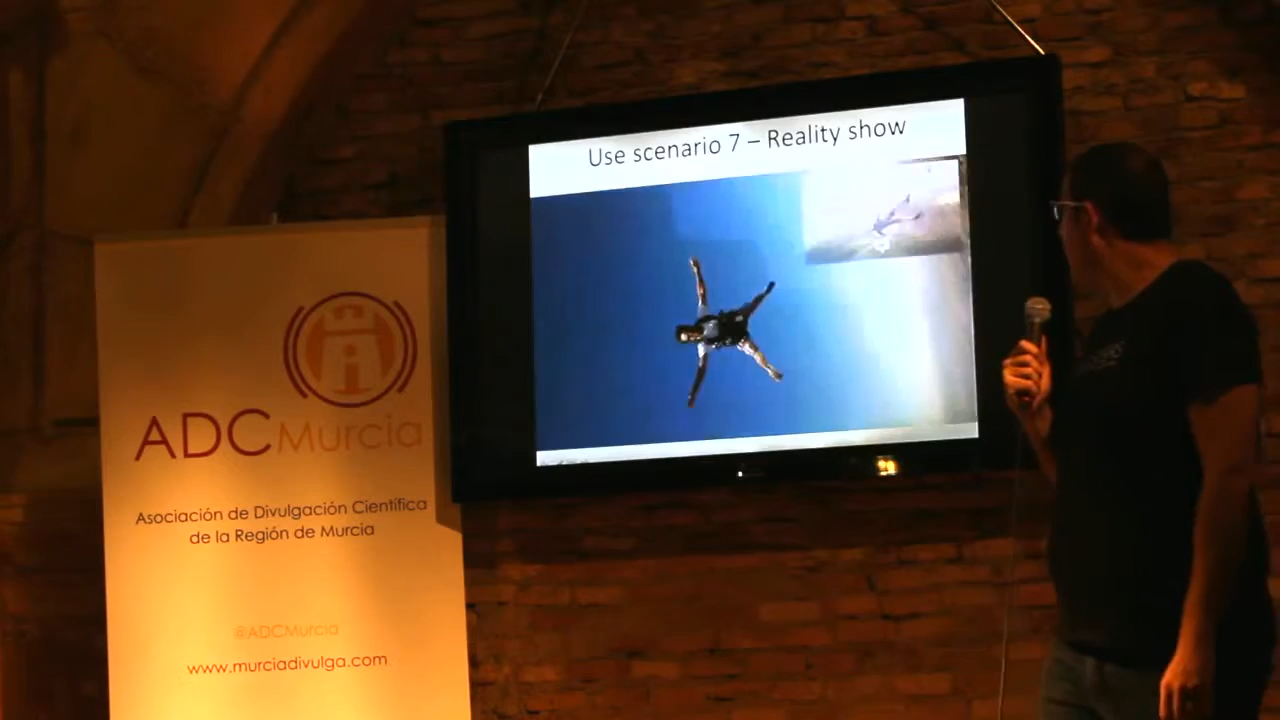 Use scenario 7 – Reality show
ADCMurcia
Asociación de Divulgación Científica
de la Región de Murcia
@ADCMurcia
www.murciadivulga.com